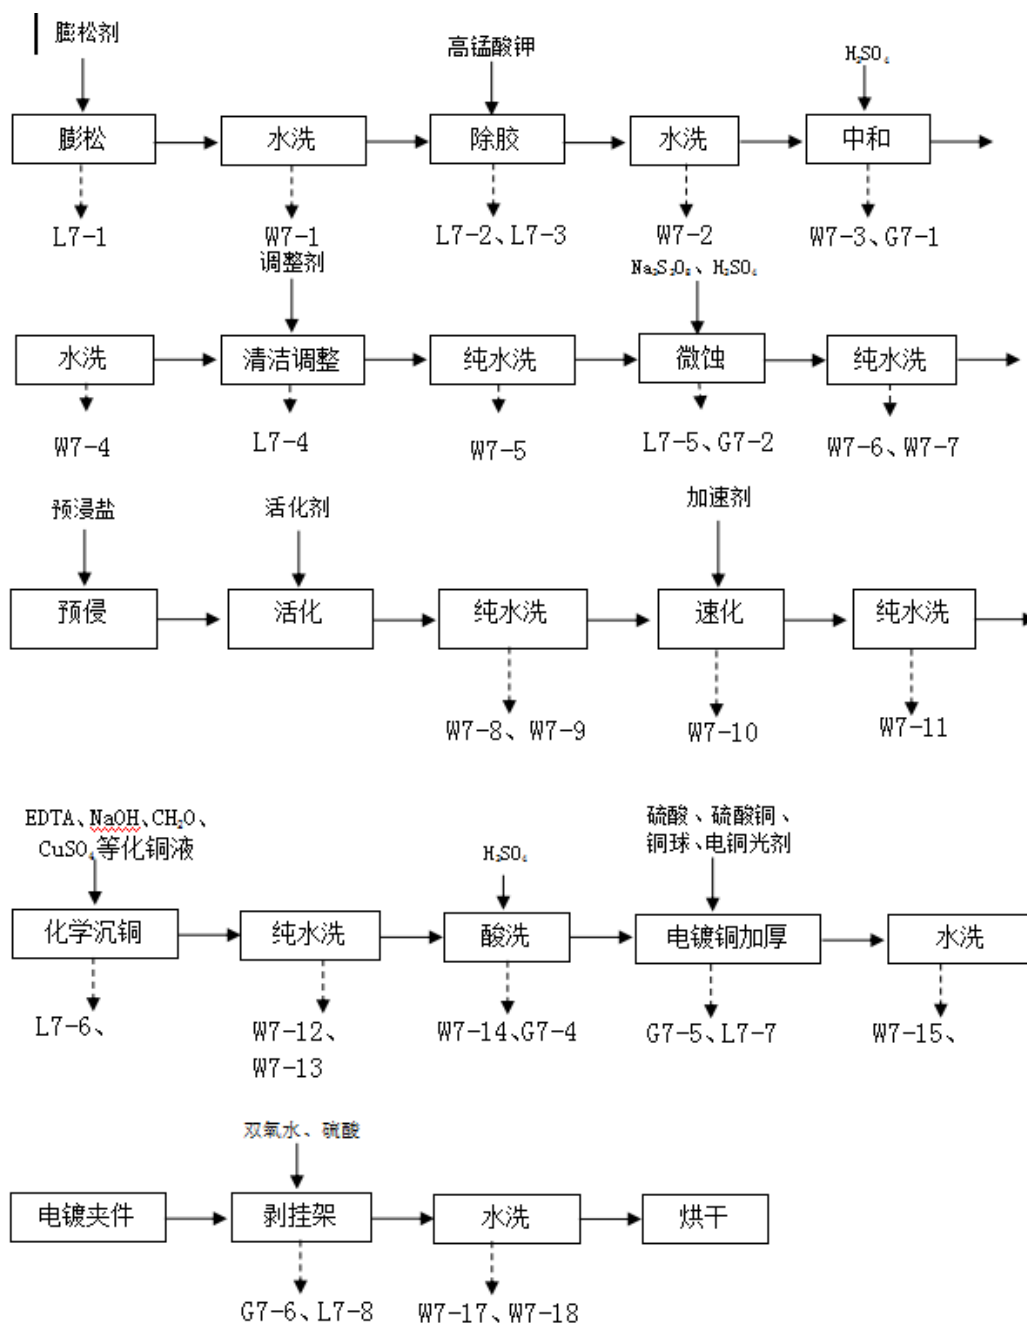 膨松剂
高锰酸钾
H₂SO₄
膨松
水洗
除胶
水洗
中和
L7-1
W7-1
L7-2、L7-3
W7-2
W7-3、G7-1
调整剂
Na₂S₂O₈、H₂SO₄
水洗
清洁调整
纯水洗
微蚀
纯水洗
W7-4
L7-4
W7-5
L7-5、G7-2
W7-6、W7-7
预浸盐
活化剂
加速剂
预侵
活化
纯水洗
速化
纯水洗
W7-8、W7-9
W7-10
W7-11
EDTA、NaOH、CH₂O、
CuSO₄等化铜液
H₂SO₄
硫酸、硫酸铜、
铜球、电铜光剂
化学沉铜
纯水洗
酸洗
电镀铜加厚
水洗
L7-6、
W7-12、
W7-13
W7-14、G7-4
G7-5、L7-7
W7-15、
双氧水、硫酸
电镀夹件
剥挂架
水洗
烘干
G7-6、L7-8
W7-17、W7-18